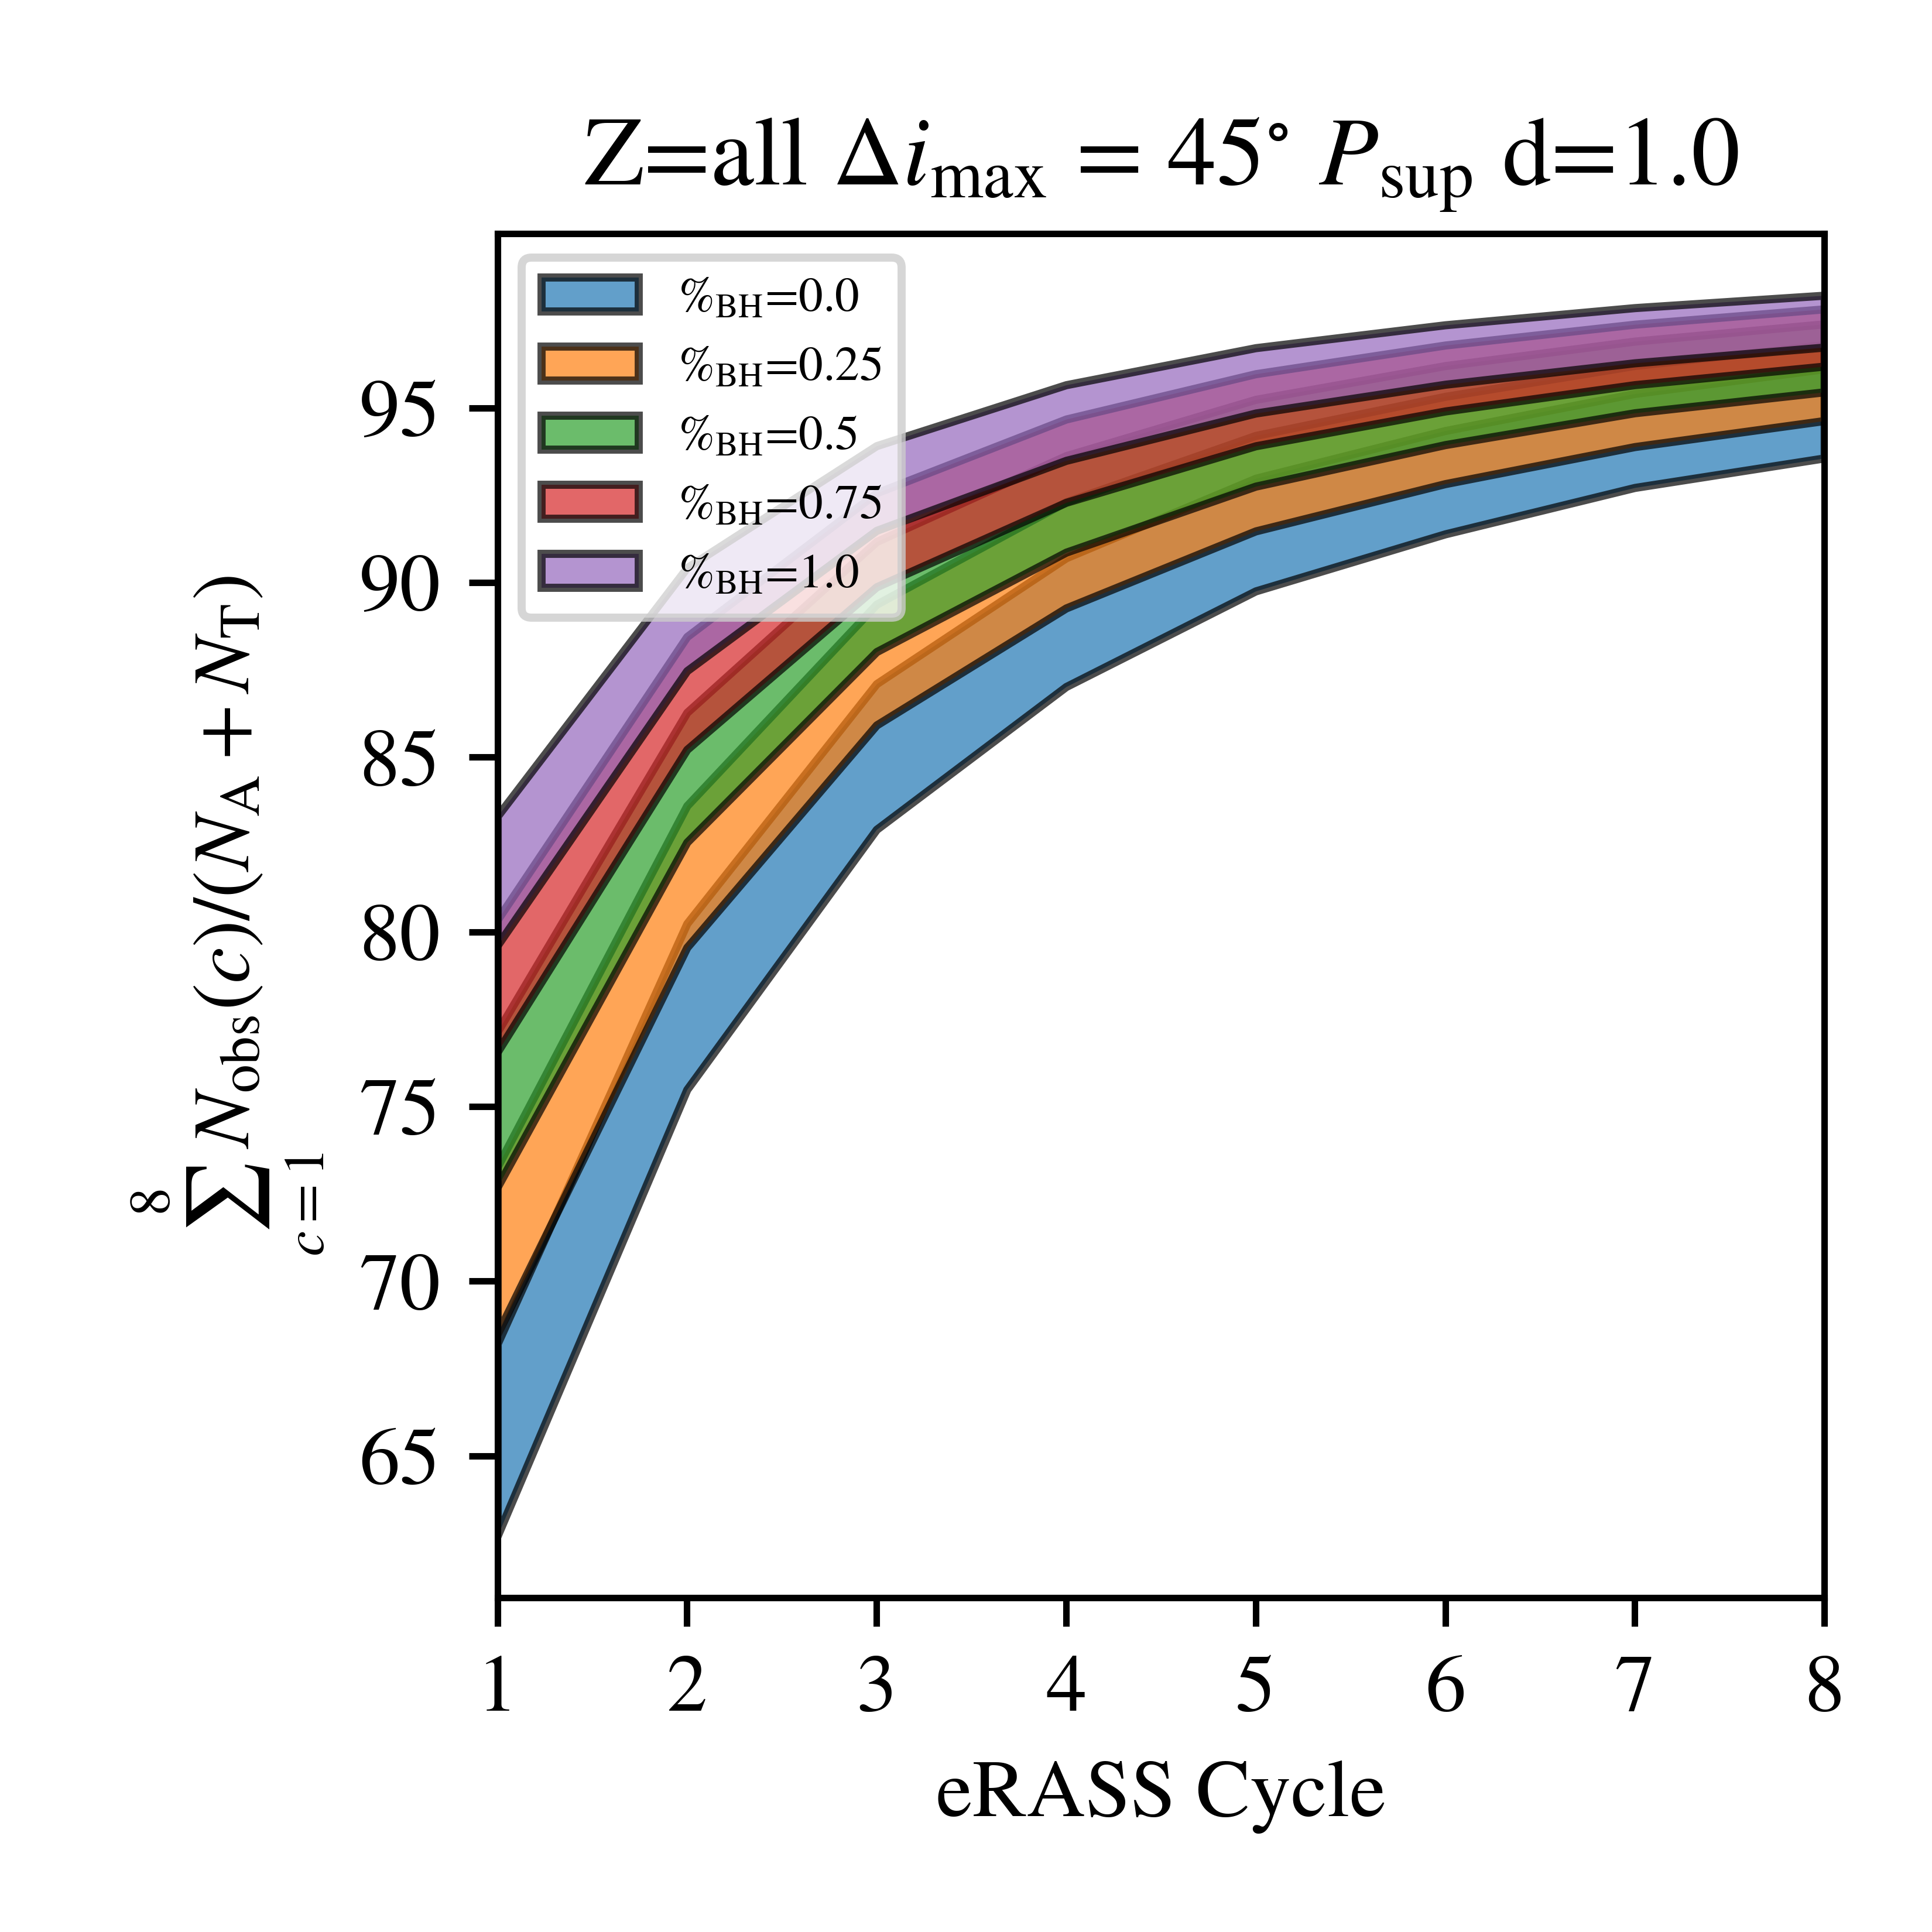 Z=all Δi_max = 45° P_sup d=1.0
%_BH=0.0
%_BH=0.25
%_BH=0.5
%_BH=0.75
%_BH=1.0
95
90
85
80
75
70
65
∑_{c=1}^{8} N_obs(c)/(N_A + N_T)
1 2 3 4 5 6 7 8
eRASS Cycle